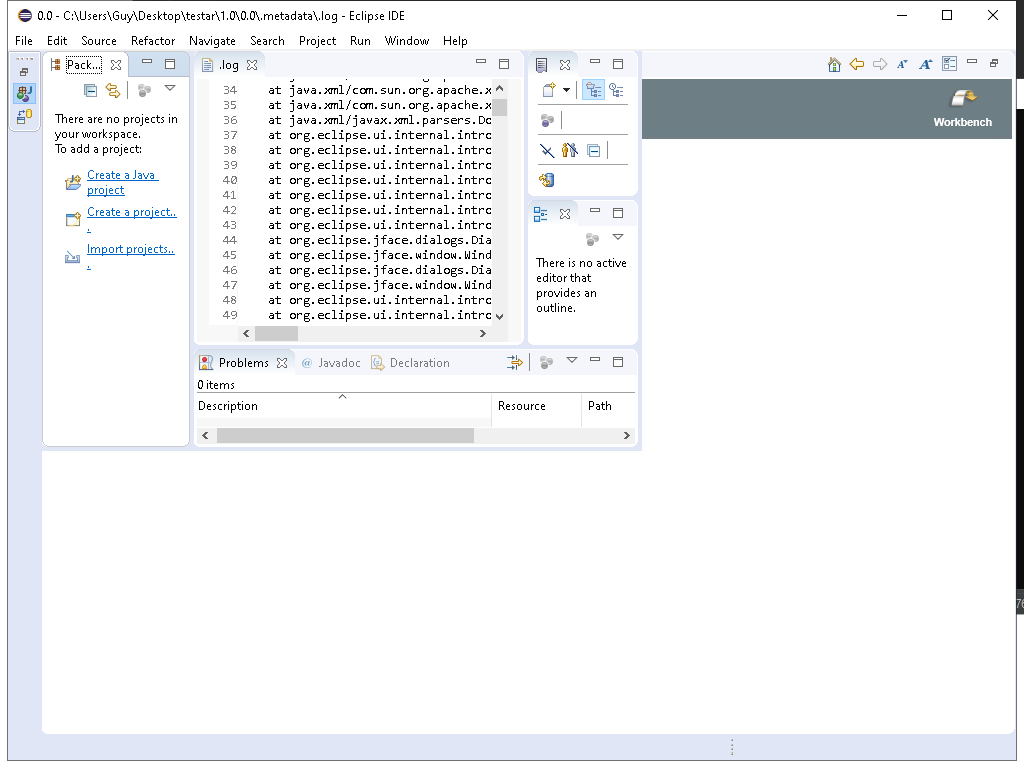 0.0 - C:\Users\Guy\Desktop\testar\1.0\0.0\.metadata\.log - Eclipse IDE
File Edit Source Refactor Navigate Search Project Run Window Help
Pack...
There are no projects in
your workspace.
To add a project:
Create a Java
project
Create a project..
.
Import projects..
.
.log
34 at java.xml/com.sun.org.apache.x
35 at java.xml/com.sun.org.apache.x
36 at java.xml/javax.xml.parsers.Do
37 at org.eclipse.ui.internal.intro
38 at org.eclipse.ui.internal.intro
39 at org.eclipse.ui.internal.intro
40 at org.eclipse.ui.internal.intro
41 at org.eclipse.ui.internal.intro
42 at org.eclipse.ui.internal.intro
43 at org.eclipse.ui.internal.intro
44 at org.eclipse.jface.dialogs.Dia
45 at org.eclipse.jface.window.Wind
46 at org.eclipse.jface.dialogs.Dia
47 at org.eclipse.jface.window.Wind
48 at org.eclipse.ui.internal.intro
49 at org.eclipse.ui.internal.intro
There is no active
editor that
provides an
outline.
Workbench
Problems @ Javadoc Declaration
0 items
Description Resource Path
76